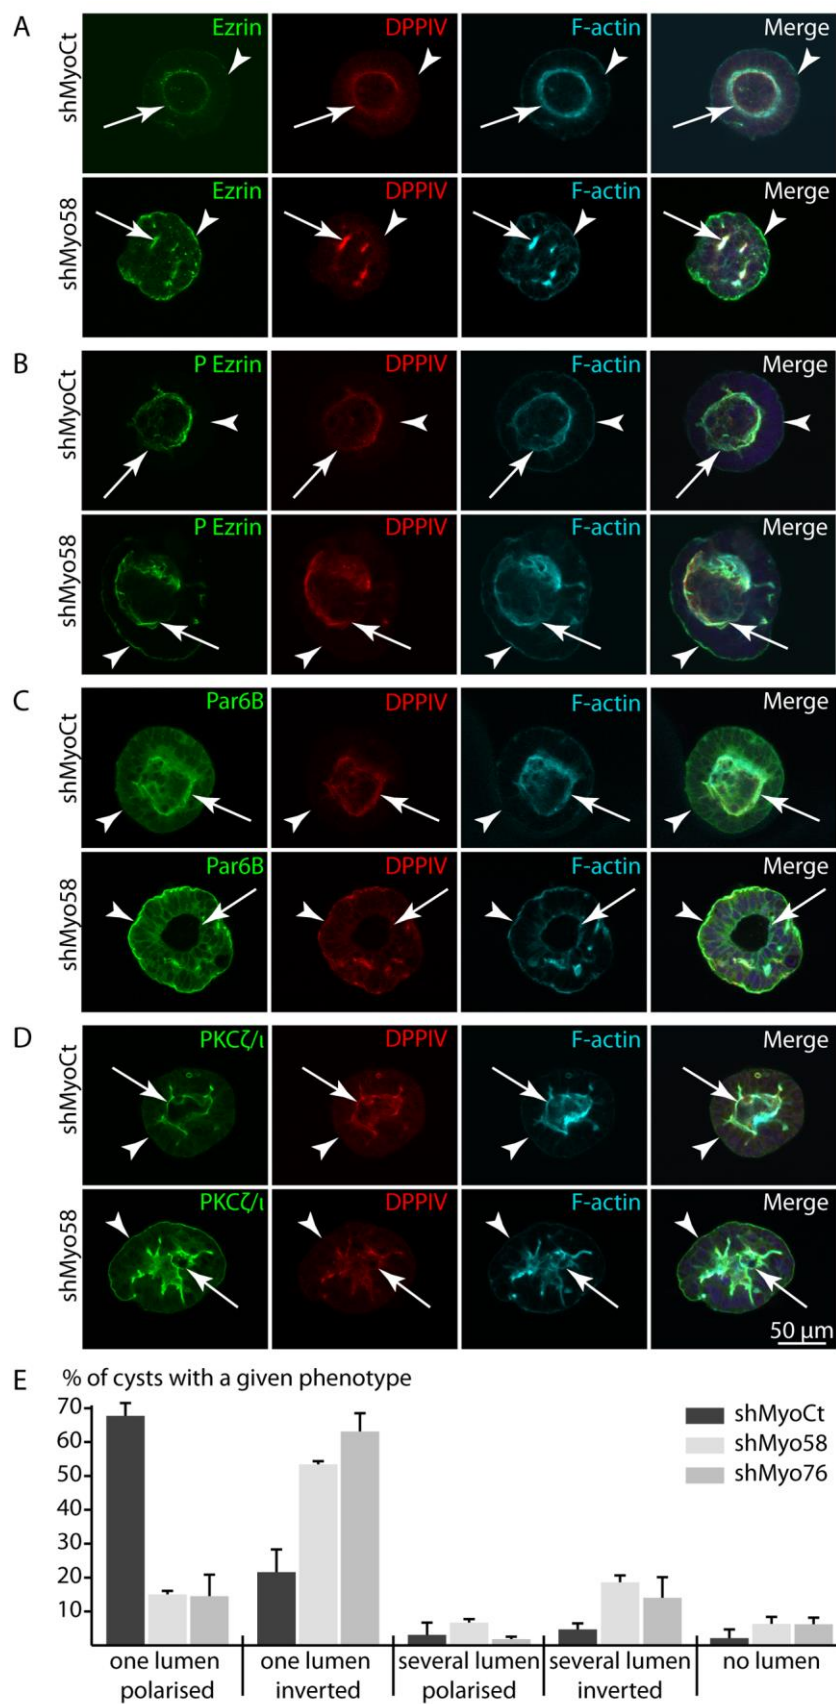 A
shMyoCt
Ezrin
DPPIV
F-actin
Merge
shMyo58
Ezrin
DPPIV
F-actin
Merge
B
shMyoCt
P Ezrin
DPPIV
F-actin
Merge
shMyo58
P Ezrin
DPPIV
F-actin
Merge
C
shMyoCt
Par6B
DPPIV
F-actin
Merge
shMyo58
Par6B
DPPIV
F-actin
Merge
D
shMyoCt
PKCζ/ι
DPPIV
F-actin
Merge
shMyo58
PKCζ/ι
DPPIV
F-actin
Merge
50 µm
E
% of cysts with a given phenotype
70
60
50
40
30
20
10
shMyoCt
shMyo58
shMyo76
one lumen
polarised
one lumen
inverted
several lumen
polarised
several lumen
inverted
no lumen